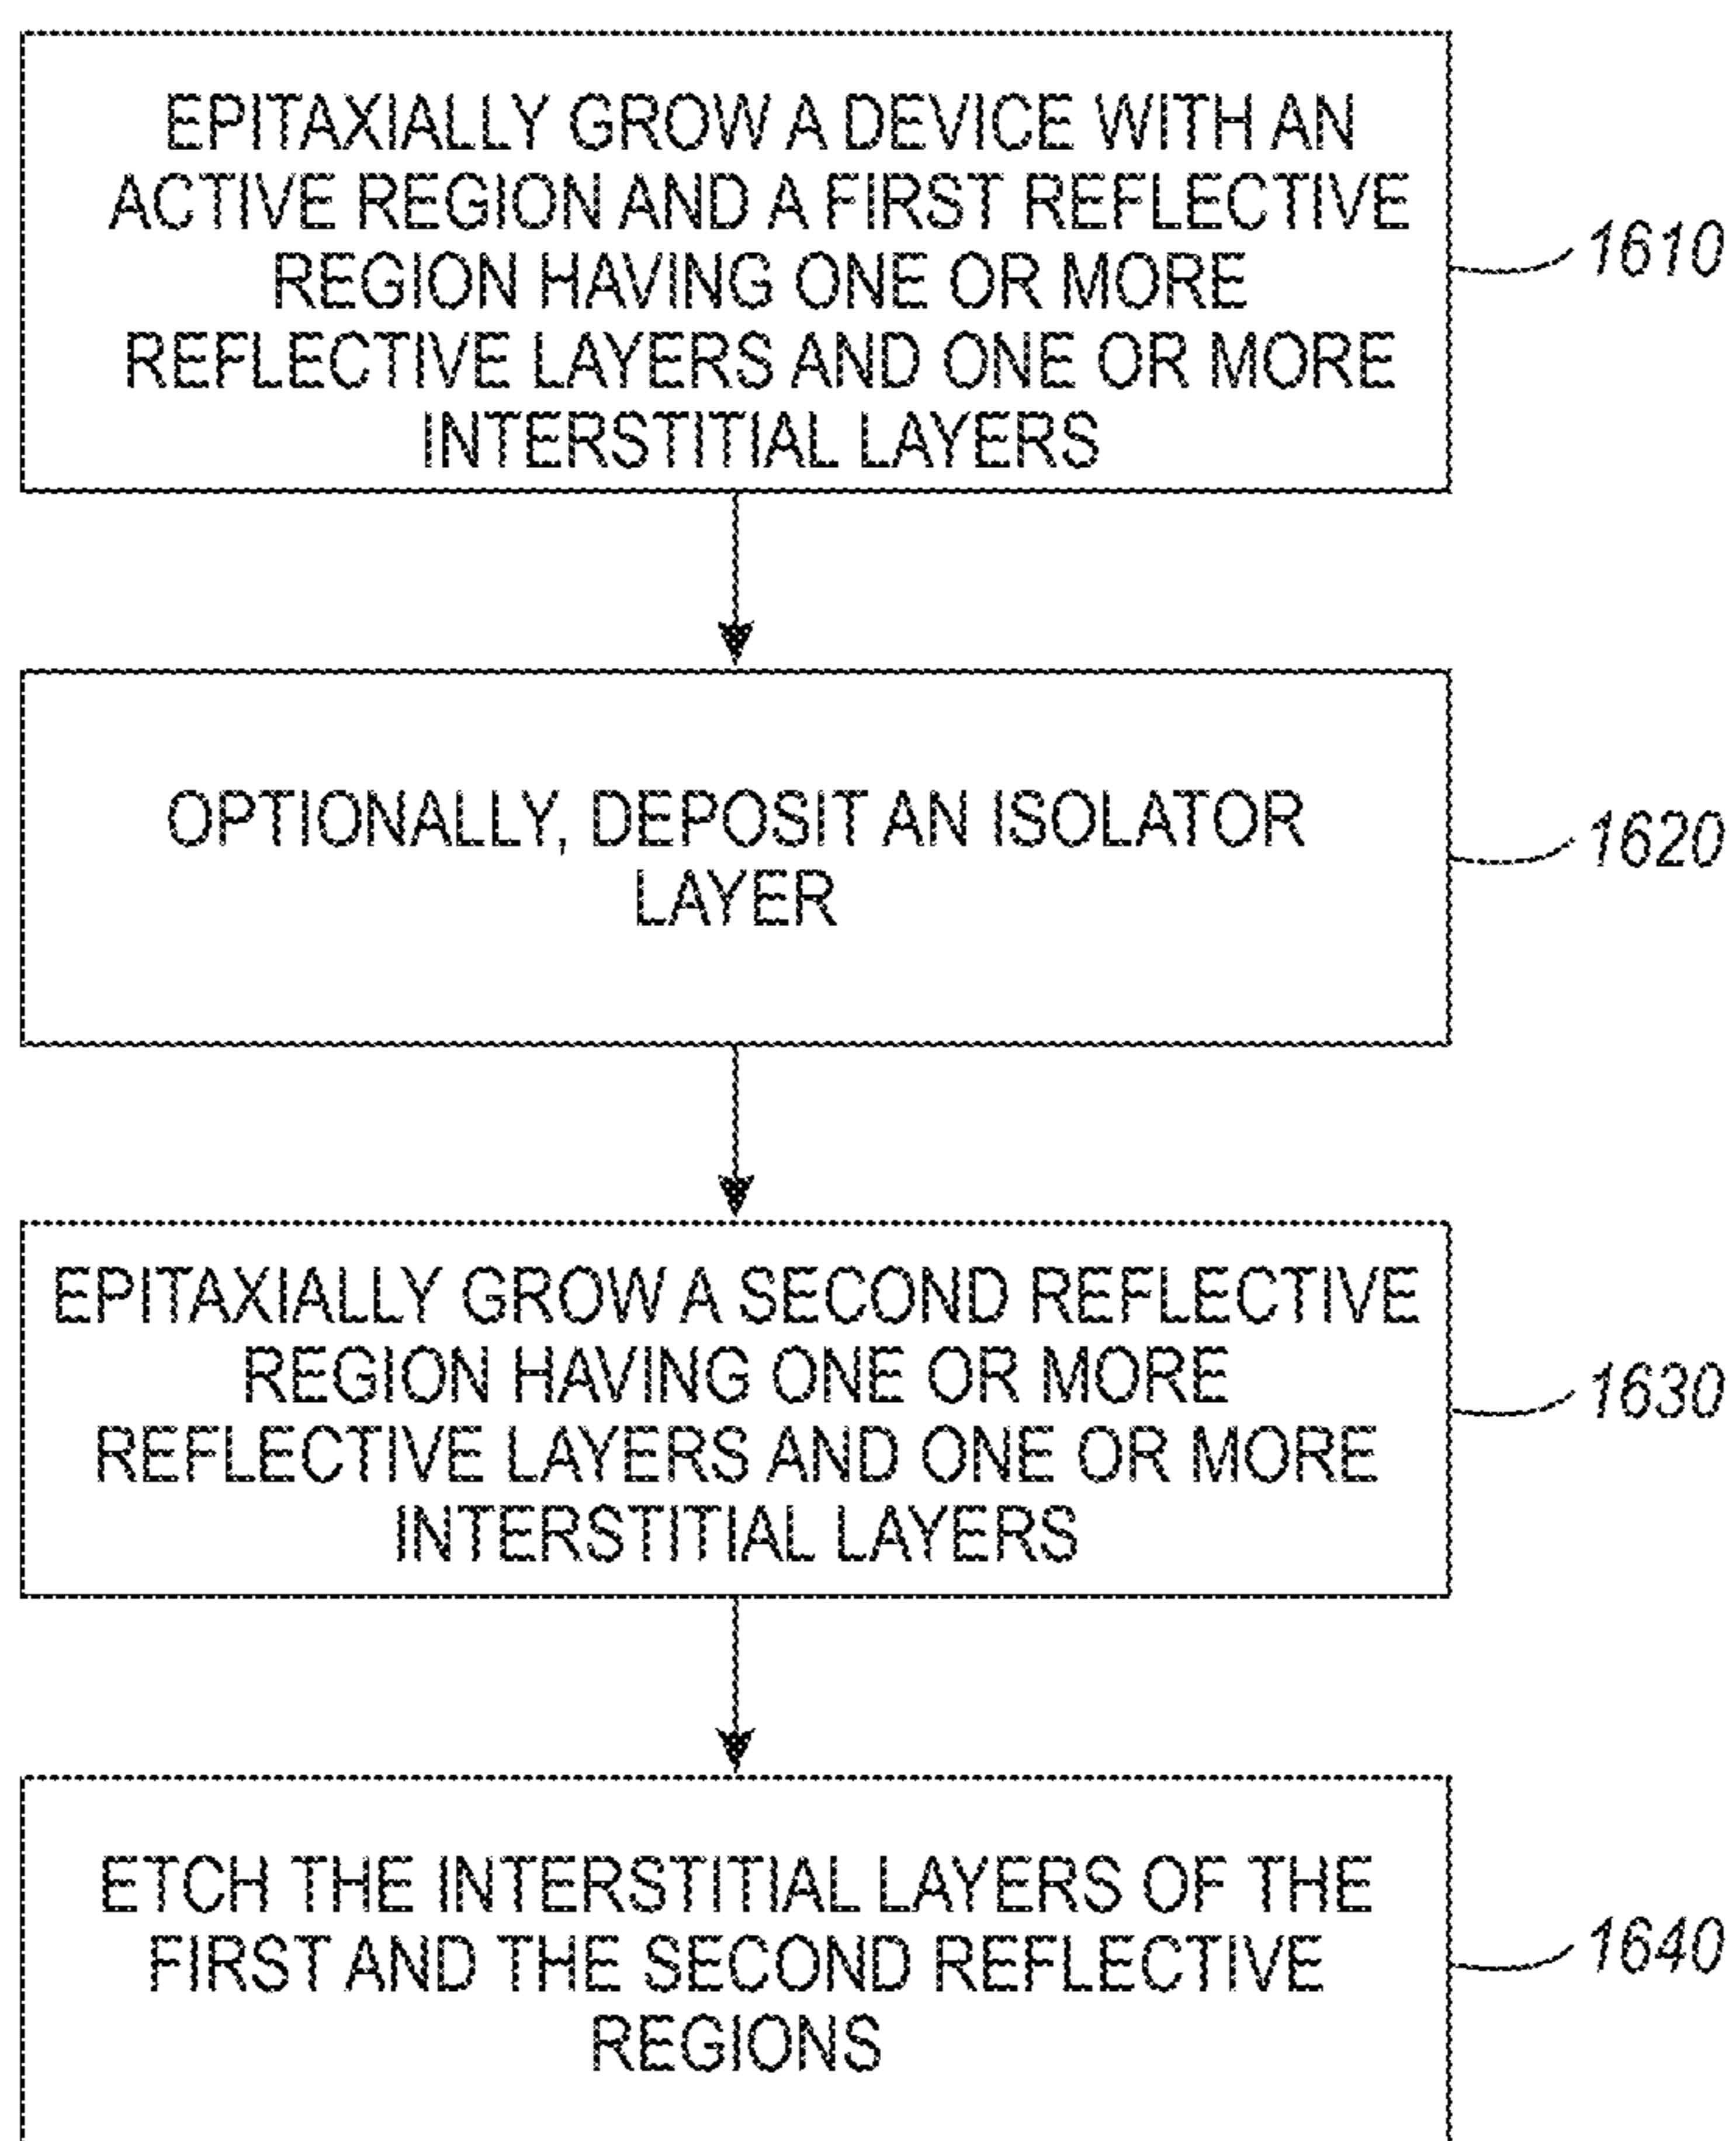 EPITAXIALLY GROW A DEVICE WITH AN
ACTIVE REGION AND A FIRST REFLECTIVE
REGION HAVING ONE OR MORE
REFLECTIVE LAYERS AND ONE OR MORE
INTERSTITIAL LAYERS
1610
OPTIONALLY, DEPOSIT AN ISOLATOR
LAYER
1620
EPITAXIALLY GROW A SECOND REFLECTIVE
REGION HAVING ONE OR MORE
REFLECTIVE LAYERS AND ONE OR MORE
INTERSTITIAL LAYERS
1630
ETCH THE INTERSTITIAL LAYERS OF THE
FIRST AND THE SECOND REFLECTIVE
REGIONS
1640